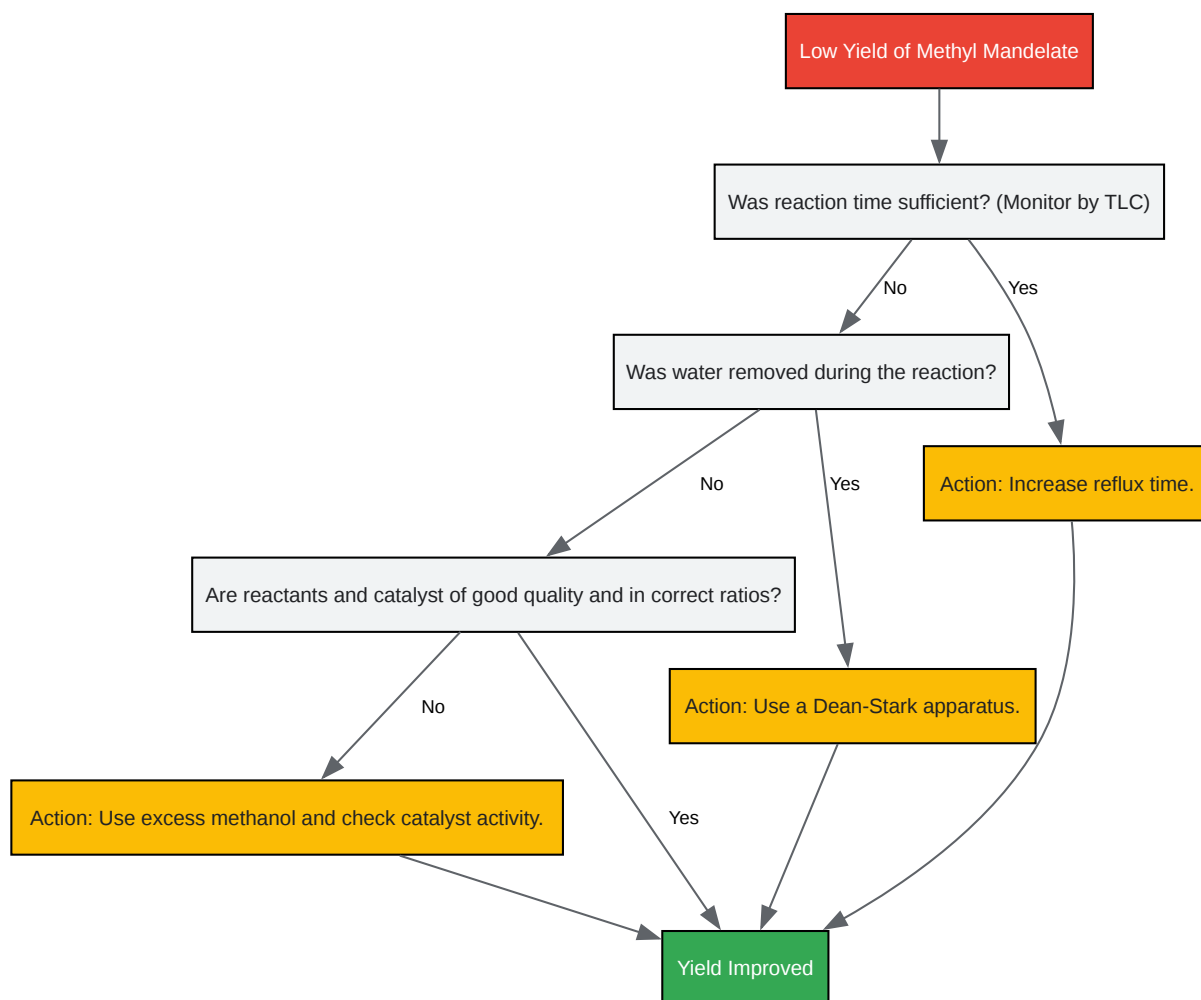 Low Yield of Methyl Mandelate
Was reaction time sufficient? (Monitor by TLC)
No
Yes
Was water removed during the reaction?
No
Yes
Action: Increase reflux time.
Are reactants and catalyst of good quality and in correct ratios?
No
Yes
Action: Use a Dean-Stark apparatus.
Action: Use excess methanol and check catalyst activity.
Yield Improved